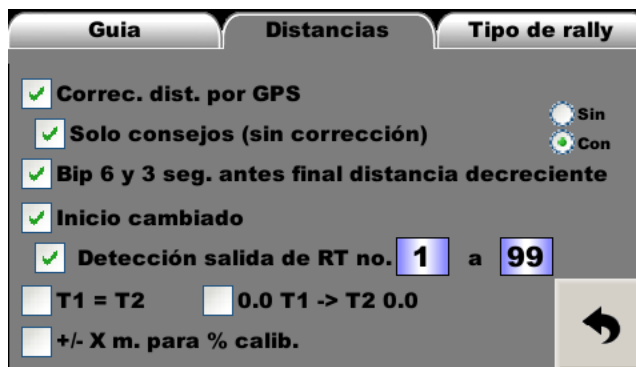 Guia Distancias Tipo de rally
Correc. dist. por GPS
Sin
Solo consejos (sin corrección)
Con
Bip 6 y 3 seg. antes final distancia decreciente
Inicio cambiado
Detección salida de RT no. 1 a 99
T1 = T2 0.0 T1 -> T2 0.0
+/- X m. para % calib.